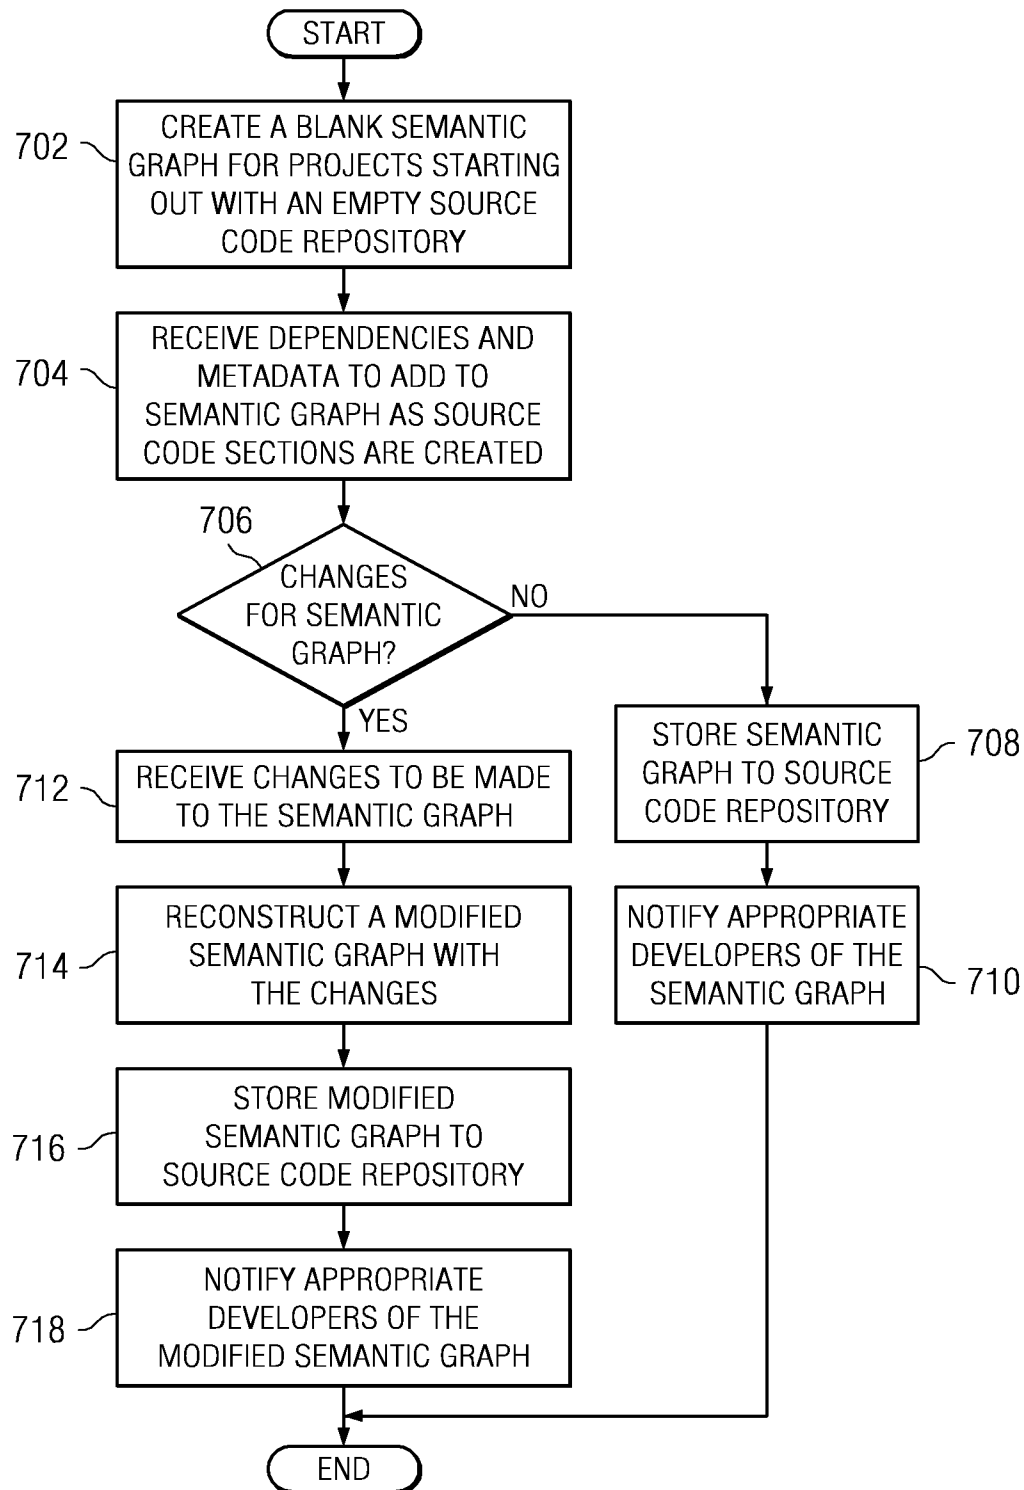 START
702
CREATE A BLANK SEMANTIC
GRAPH FOR PROJECTS STARTING
OUT WITH AN EMPTY SOURCE
CODE REPOSITORY
704
RECEIVE DEPENDENCIES AND
METADATA TO ADD TO
SEMANTIC GRAPH AS SOURCE
CODE SECTIONS ARE CREATED
706
CHANGES
FOR SEMANTIC
GRAPH?
NO
YES
708
STORE SEMANTIC
GRAPH TO SOURCE
CODE REPOSITORY
710
NOTIFY APPROPRIATE
DEVELOPERS OF THE
SEMANTIC GRAPH
712
RECEIVE CHANGES TO BE MADE
TO THE SEMANTIC GRAPH
714
RECONSTRUCT A MODIFIED
SEMANTIC GRAPH WITH
THE CHANGES
716
STORE MODIFIED
SEMANTIC GRAPH TO
SOURCE CODE REPOSITORY
718
NOTIFY APPROPRIATE
DEVELOPERS OF THE
MODIFIED SEMANTIC GRAPH
END